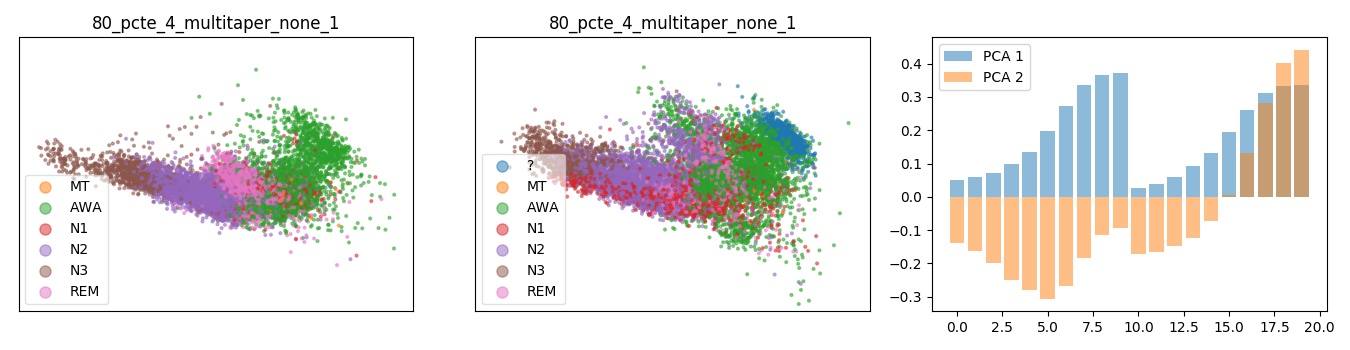 80_pcte_4_multitaper_none_1
MT
AWA
N1
N2
N3
REM
80_pcte_4_multitaper_none_1
?
MT
AWA
N1
N2
N3
REM
PCA 1
PCA 2
0.4
0.3
0.2
0.1
0.0
−0.1
−0.2
−0.3
0.0 2.5 5.0 7.5 10.0 12.5 15.0 17.5 20.0